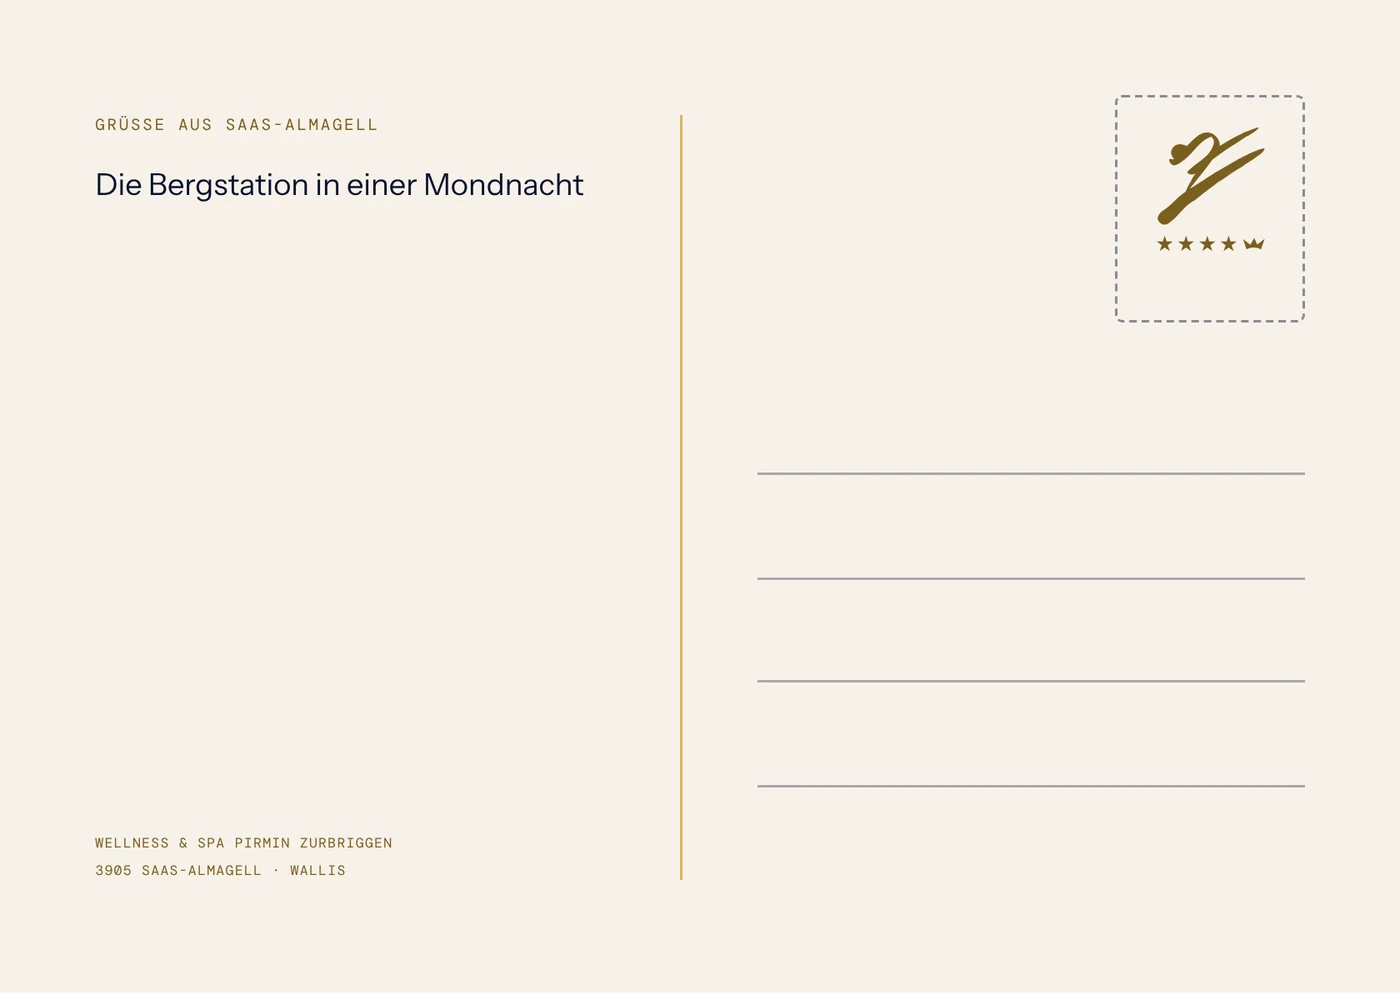 GRÜSSE AUS SAAS-ALMAGELL
Die Bergstation in einer Mondnacht
WELLNESS & SPA PIRMIN ZURBRIGGEN
3905 SAAS-ALMAGELL · WALLIS